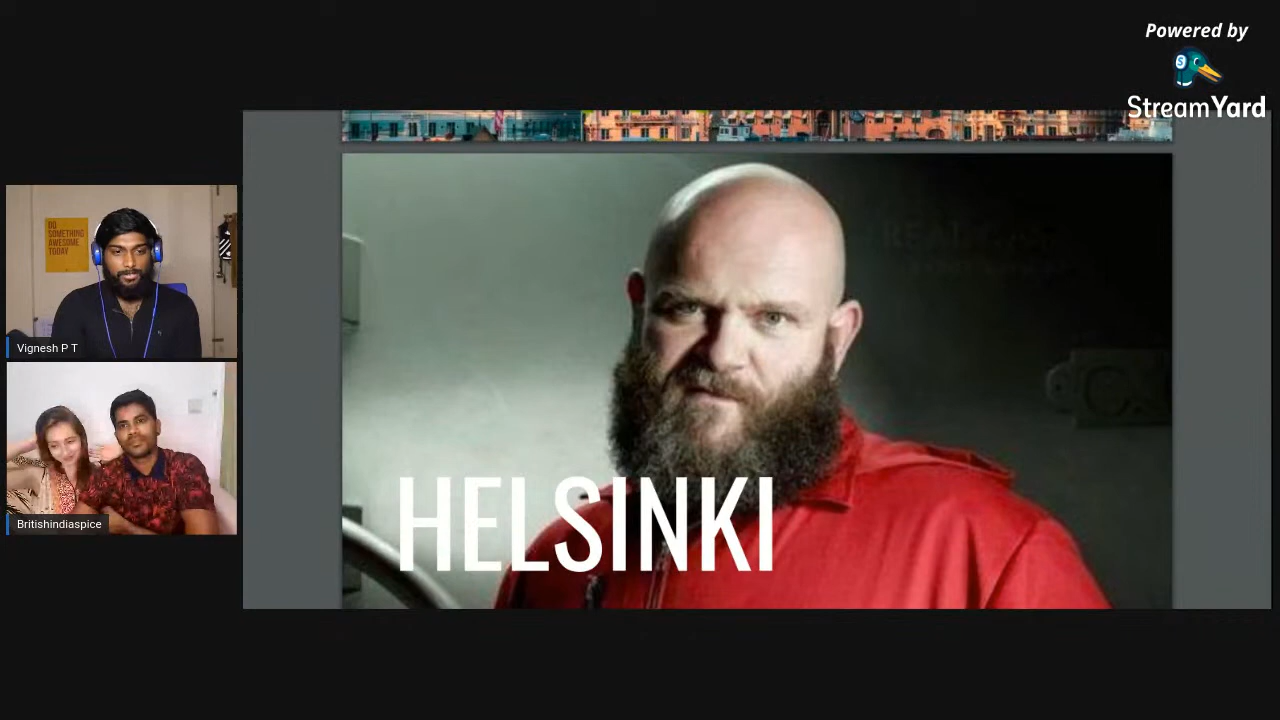 Powered by
StreamYard
DO
SOMETHING
AWESOME
TODAY
Vignesh P T
Britishindiaspice
HELSINKI